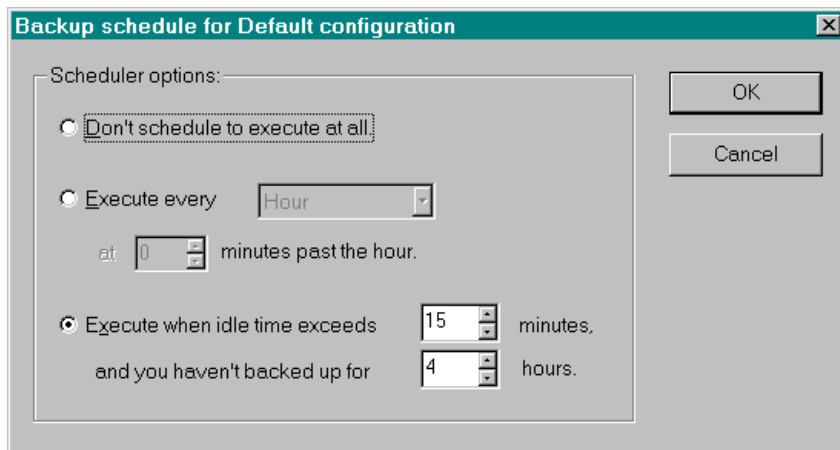 Backup schedule for Default configuration
Scheduler options:
Don't schedule to execute at all.
Execute every Hour
at 0 minutes past the hour.
Execute when idle time exceeds 15 minutes,
and you haven't backed up for 4 hours.
OK
Cancel